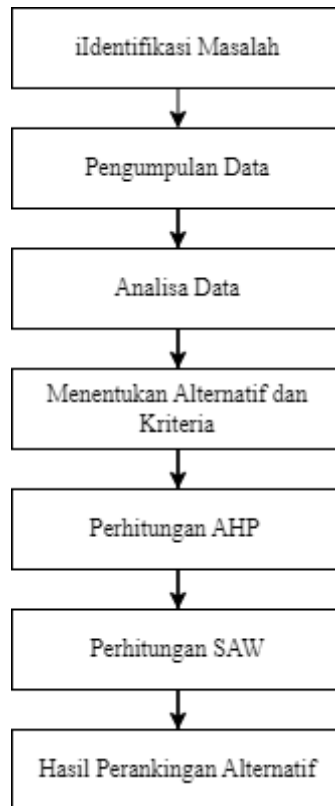 iIdentifikasi Masalah
Pengumpulan Data
Analisa Data
Menentukan Alternatif dan
Kriteria
Perhitungan AHP
Perhitungan SAW
Hasil Perankingan Alternatif